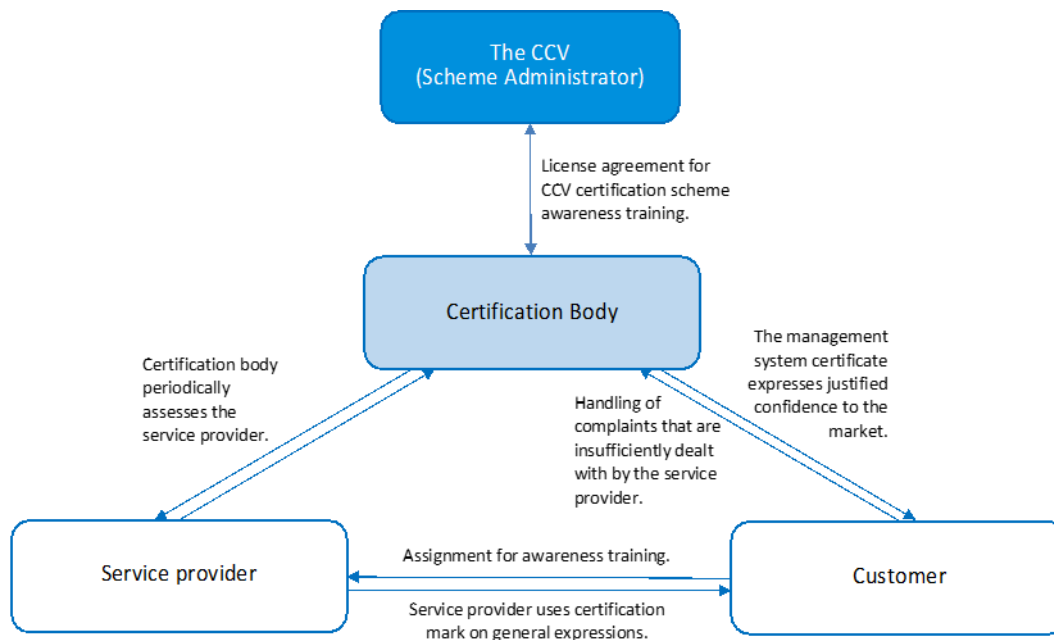 The CCV
(Scheme Administrator)
License agreement for
CCV certification scheme
awareness training.
Certification Body
Certification body
periodically
assesses the
service provider.
Handling of
complaints that are
insufficiently dealt
with by the service
provider.
The management
system certificate
expresses justified
confidence to the
market.
Service provider
Assignment for awareness training.
Service provider uses certification
mark on general expressions.
Customer